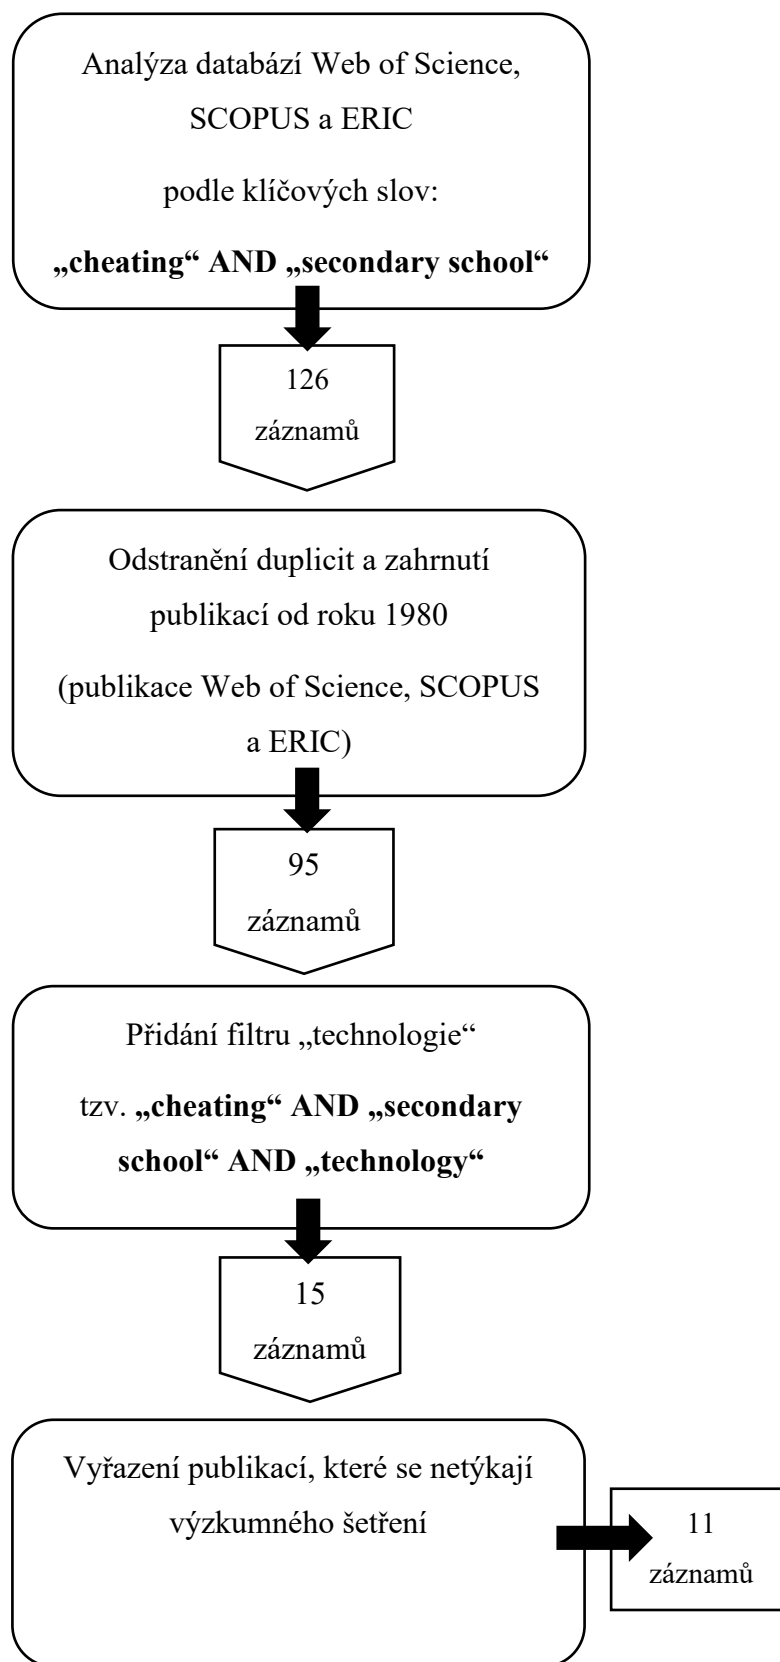 Analýza databází Web of Science,
SCOPUS a ERIC
podle klíčových slov:
„cheating“ AND „secondary school“
126
záznamů
Odstranění duplicit a zahrnutí
publikací od roku 1980
(publikace Web of Science, SCOPUS
a ERIC)
95
záznamů
Přidání filtru „technologie“
tzv. „cheating“ AND „secondary
school“ AND „technology“
15
záznamů
Vyřazení publikací, které se netýkají
výzkumného šetření
11
záznamů